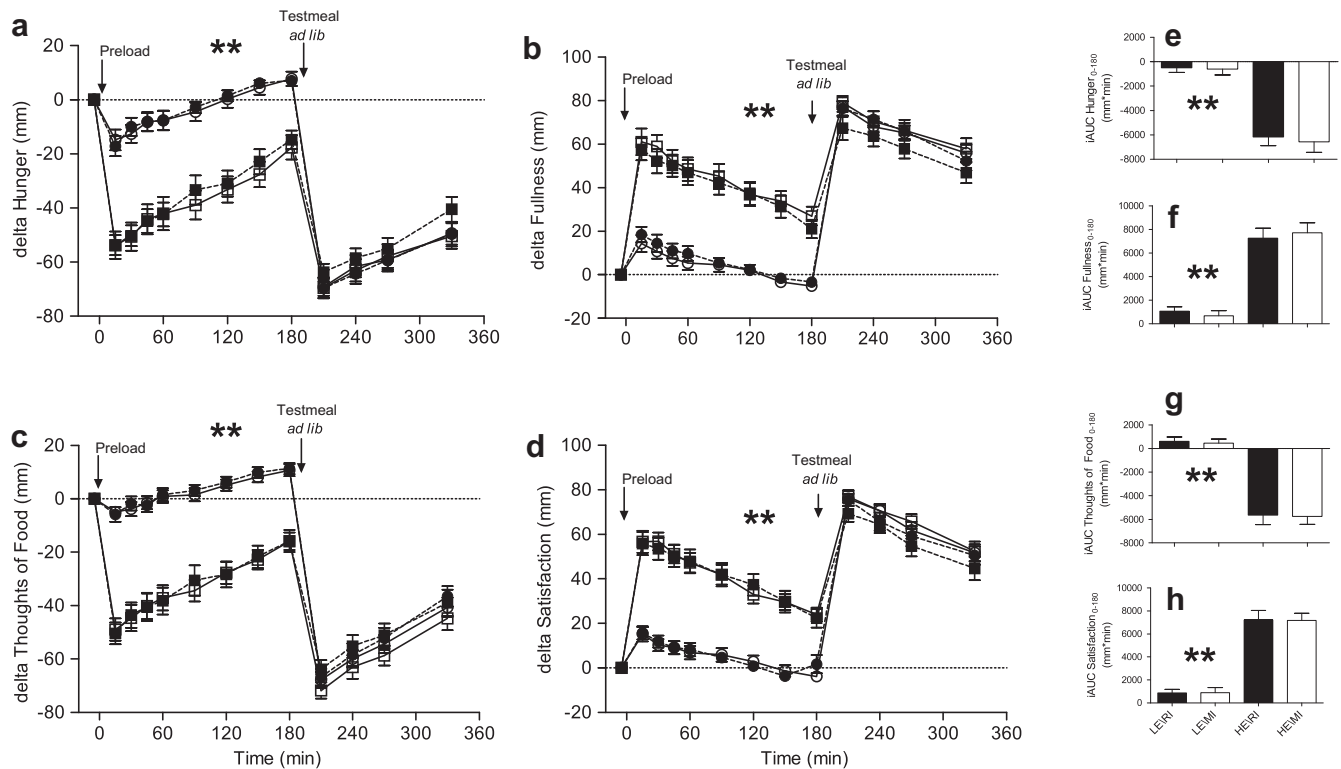 a
Preload
**
Testmeal
ad lib
delta Hunger (mm)
20
0
-20
-40
-60
-80
0 60 120 180 240 300 360
b
Preload
**
Testmeal
ad lib
delta Fullness (mm)
100
80
60
40
20
0
-20
0 60 120 180 240 300 360
c
Preload
**
Testmeal
ad lib
delta Thoughts of Food (mm)
20
0
-20
-40
-60
-80
0 60 120 180 240 300 360
Time (min)
d
Preload
**
Testmeal
ad lib
delta Satisfaction (mm)
100
80
60
40
20
0
-20
0 60 120 180 240 300 360
Time (min)
e
iAUC Hunger0-180
(mm*min)
2000
0
-2000
-4000
-6000
-8000
**
f
iAUC Fullness0-180
(mm*min)
10000
8000
6000
4000
2000
0
**
g
iAUC Thoughts of Food 0-180
(mm*min)
2000
0
-2000
-4000
-6000
-8000
**
h
iAUC Satisfaction0-180
(mm*min)
10000
8000
6000
4000
2000
0
**
LE\RI LE\MI HE\RI HE\MI